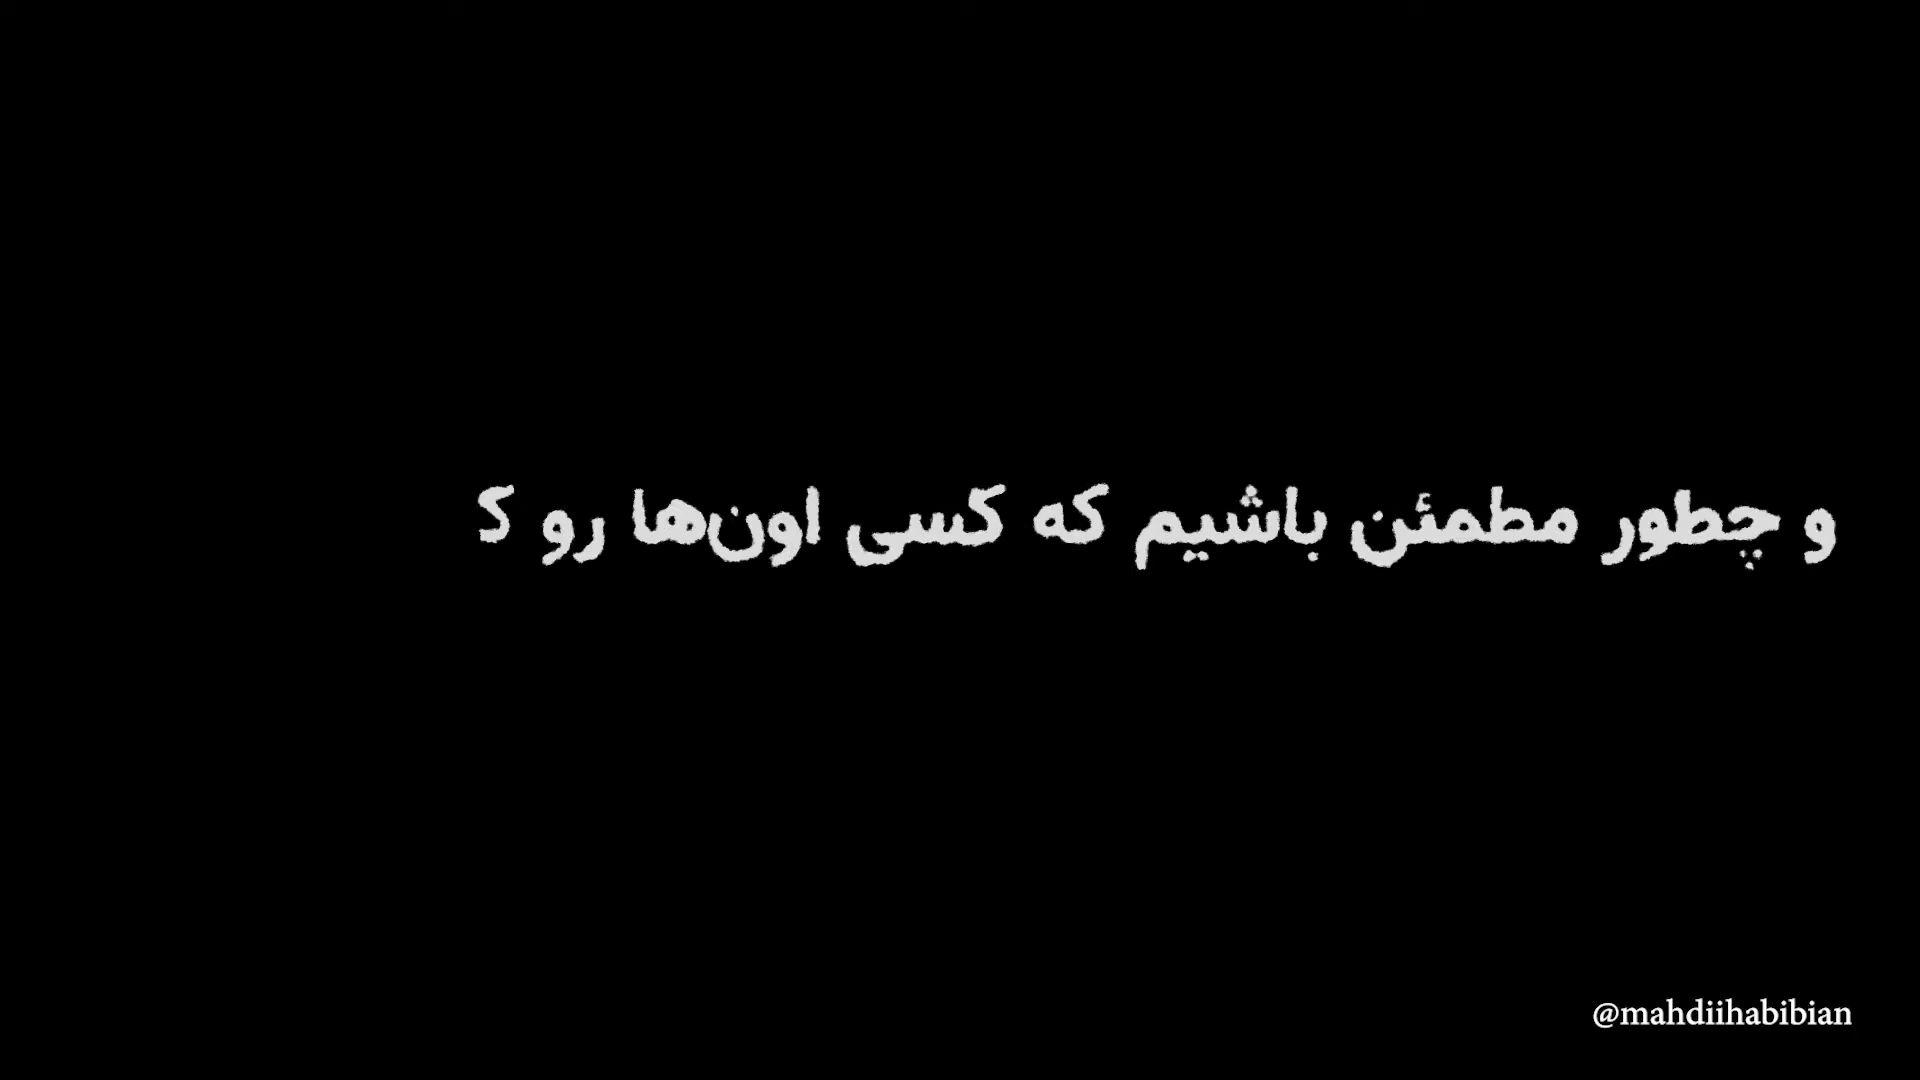 و چطور مطمئن باشیم که کسی اون‌ها رو ک
@mahdiihabibian